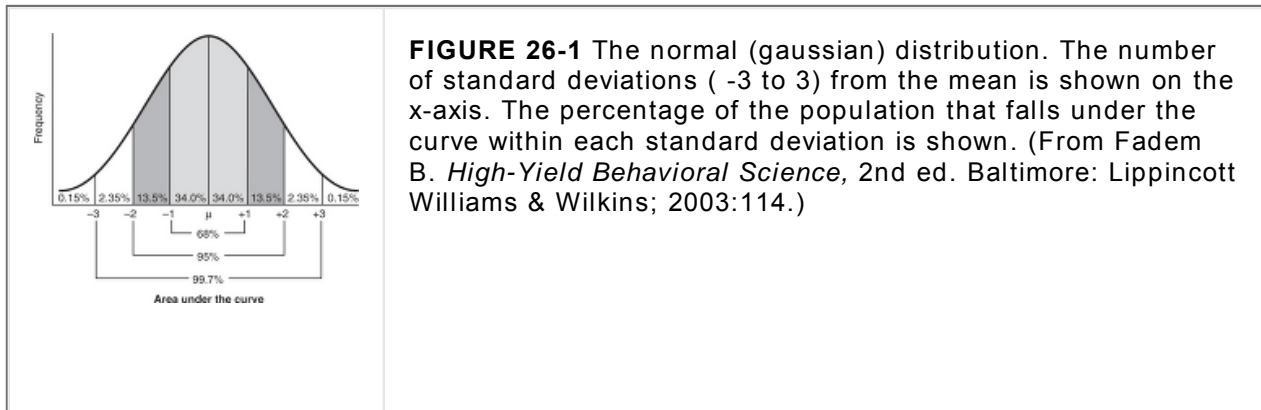 Frequency
0.15% 2.35% 13.5% 34.0% 34.0% 13.5% 2.35% 0.15%
-3 -2 -1 μ +1 +2 +3
68%
95%
99.7%
Area under the curve
FIGURE 26-1 The normal (gaussian) distribution. The number
of standard deviations ( -3 to 3) from the mean is shown on the
x-axis. The percentage of the population that falls under the
curve within each standard deviation is shown. (From Fadem
B. High-Yield Behavioral Science, 2nd ed. Baltimore: Lippincott
Williams & Wilkins; 2003:114.)